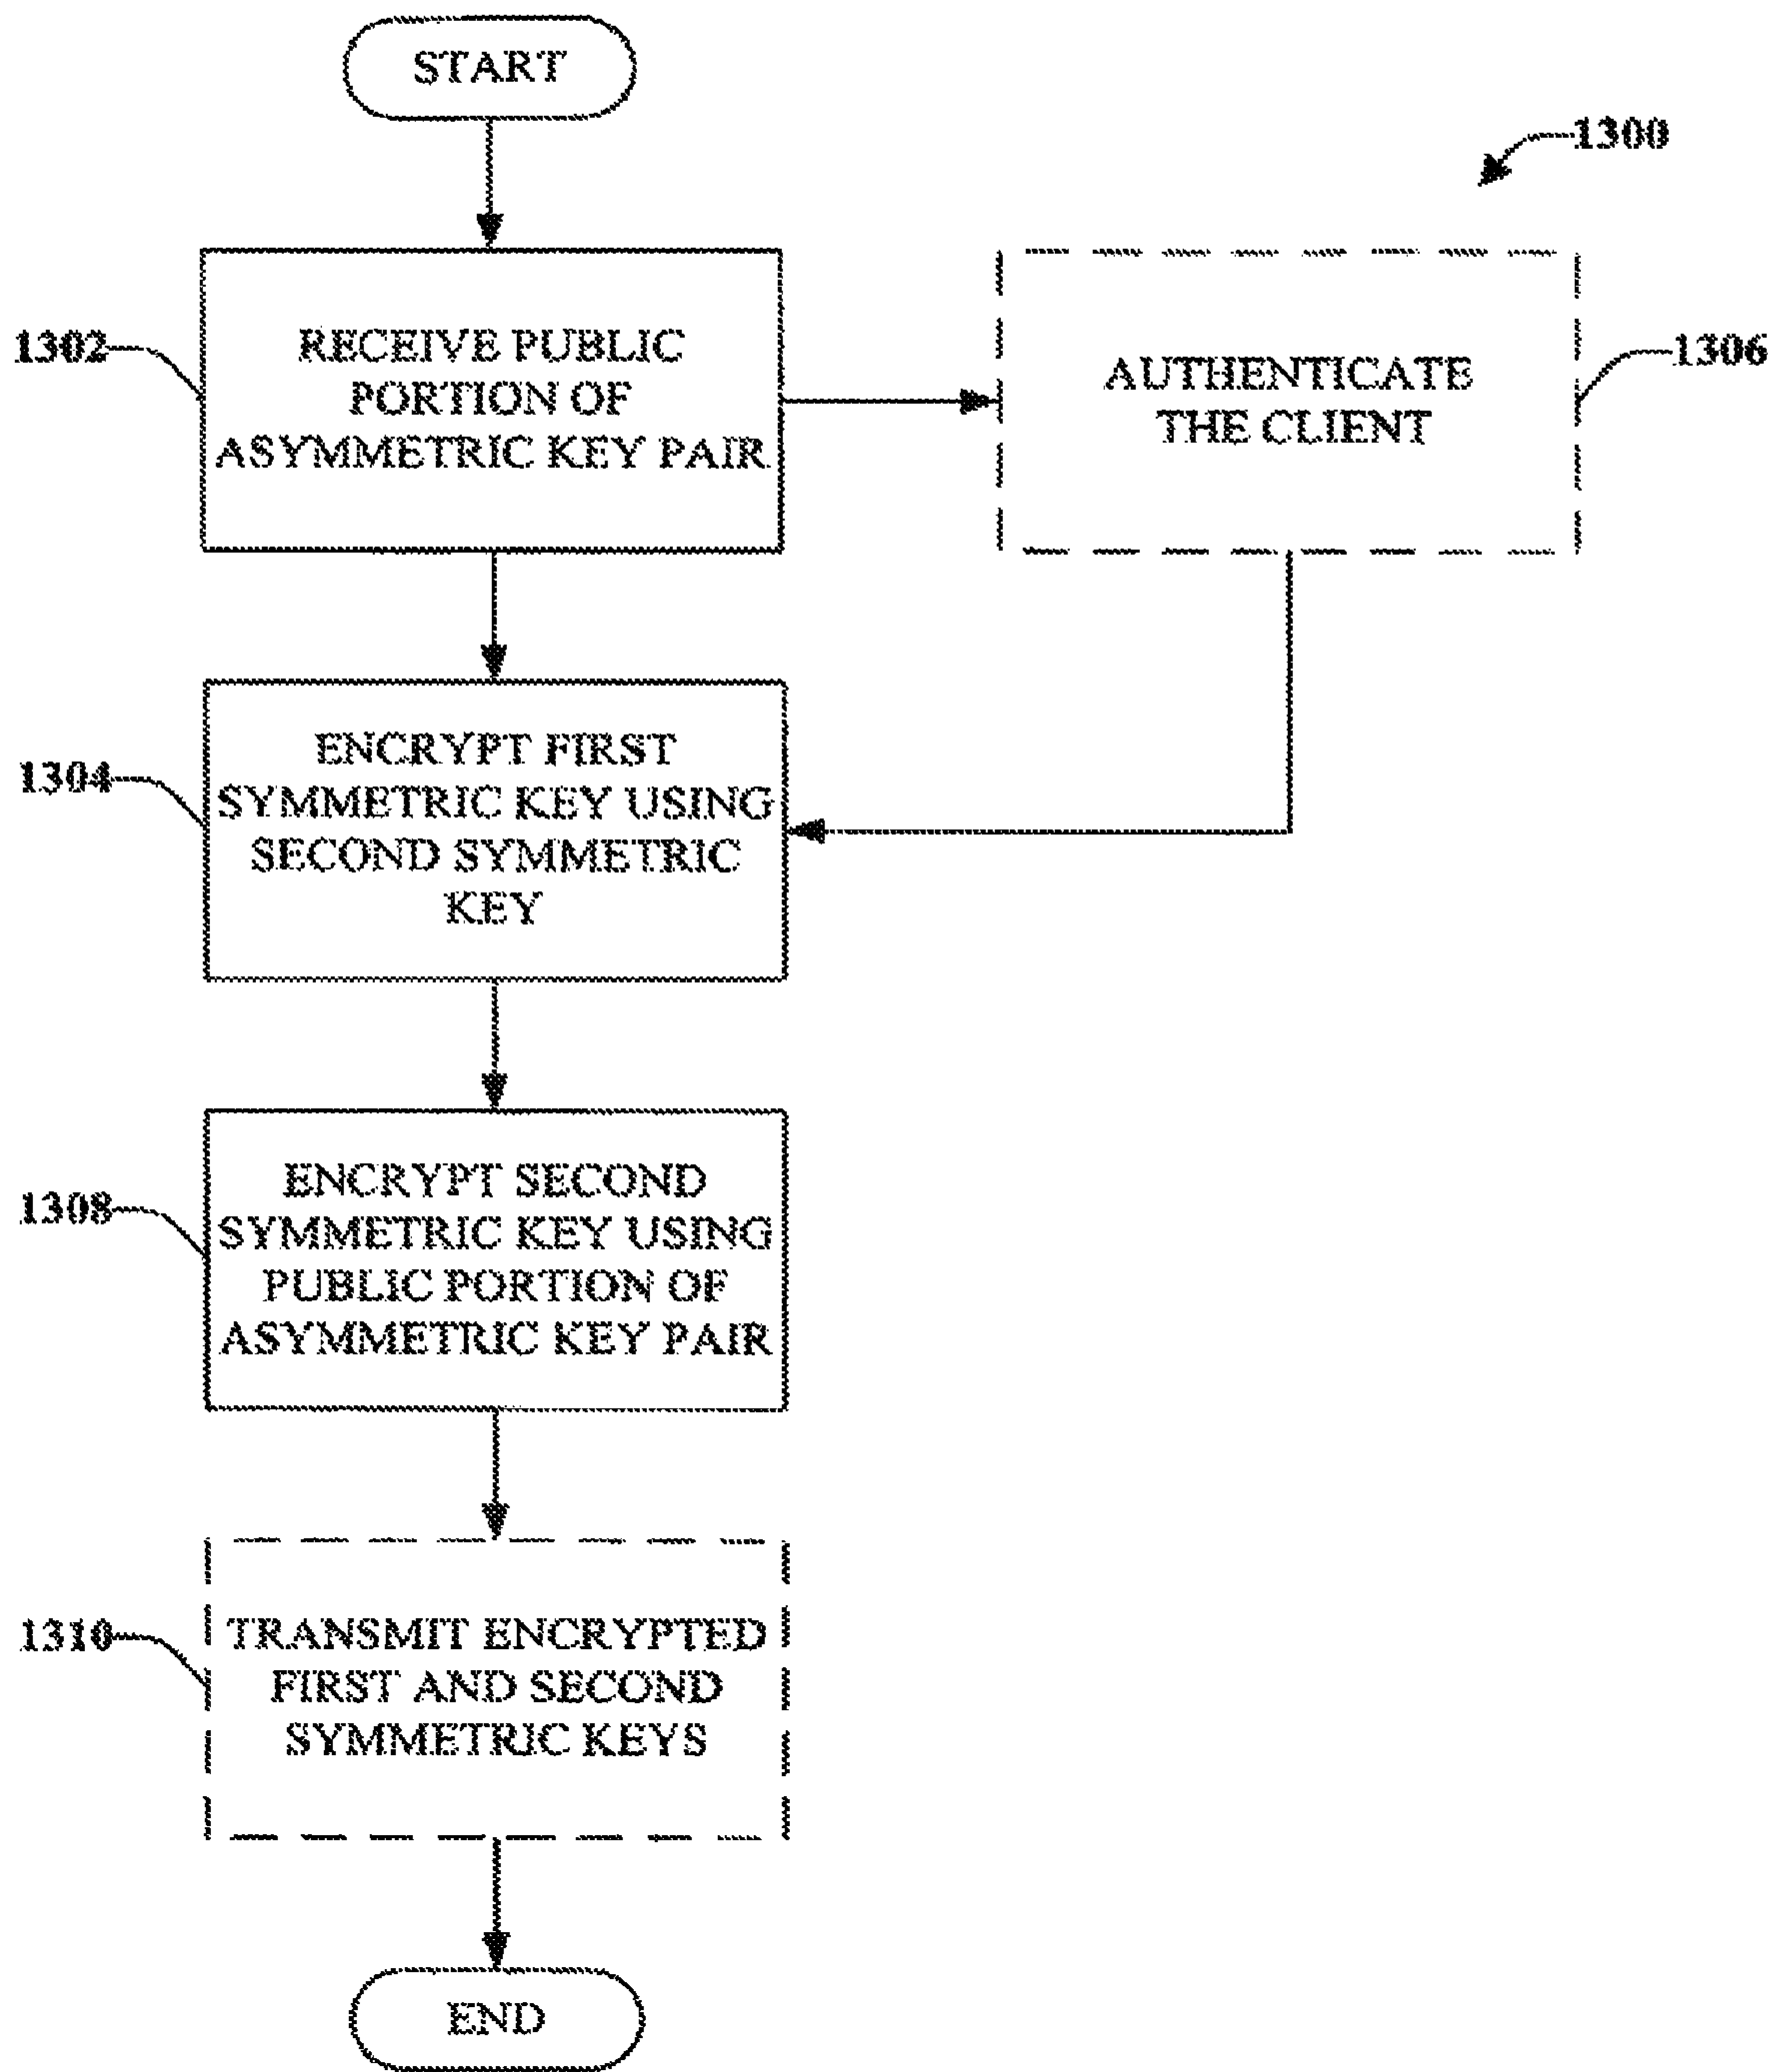 START
1300
1302
RECEIVE PUBLIC
PORTION OF
ASYMMETRIC KEY PAIR
AUTHENTICATE
THE CLIENT
1306
1304
ENCRYPT FIRST
SYMMETRIC KEY USING
SECOND SYMMETRIC
KEY
1308
ENCRYPT SECOND
SYMMETRIC KEY USING
PUBLIC PORTION OF
ASYMMETRIC KEY PAIR
1310
TRANSMIT ENCRYPTED
FIRST AND SECOND
SYMMETRIC KEYS
END